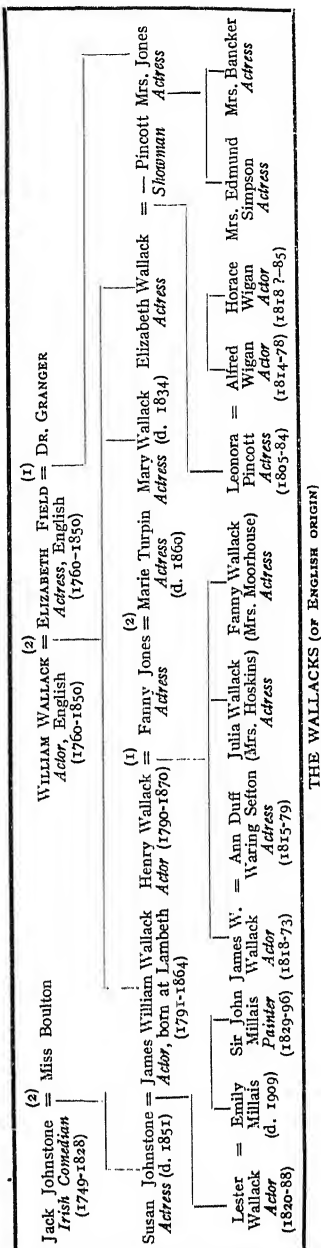 Jack Johnstone = Miss Boulton
(2)
Irish Comedian
(1749-1828)
WILLIAM WALLACK = ELIZABETH FIELD = DR. GRANGER
(2) (1)
Actor, English Actress, English
(1760-1850) (1760-1850)
Susan Johnstone = James William Wallack
Actress (d. 1851) Actor, born at Lambeth
(1791-1864)
Henry Wallack = Fanny Jones = Marie Turpin
(1) (2)
Actor (1790-1870) Actress Actress
(d. 1860)
Mary Wallack
Actress (d. 1834)
Elizabeth Wallack = — Pincott
Actress Showman
Mrs. Jones
Actress
Lester = Emily
Wallack Millais
Actor (d. 1909)
(1820-88)
Sir John
Millais
Painter
(1829-96)
James W. = Ann Duff
Wallack Waring Sefton
Actor Actress
(1818-73) (1815-79)
Julia Wallack
(Mrs. Hoskins)
Actress
Fanny Wallack
(Mrs. Moorhouse)
Actress
Leonora = Alfred
Pincott Wigan
Actress Actor
(1805-84) (1814-78)
Horace
Wigan
Actor
(1818 ?-85)
Mrs. Edmund
Simpson
Actress
Mrs. Bancker
Actress
THE WALLACKS (OF ENGLISH ORIGIN)